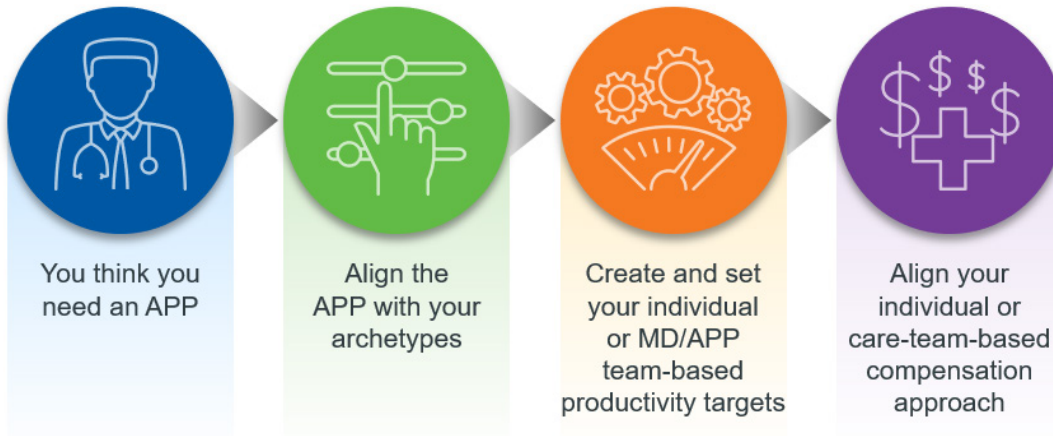 You think you
need an APP
Align the
APP with your
archetypes
Create and set
your individual
or MD/APP
team-based
productivity targets
Align your
individual or
care-team-based
compensation
approach